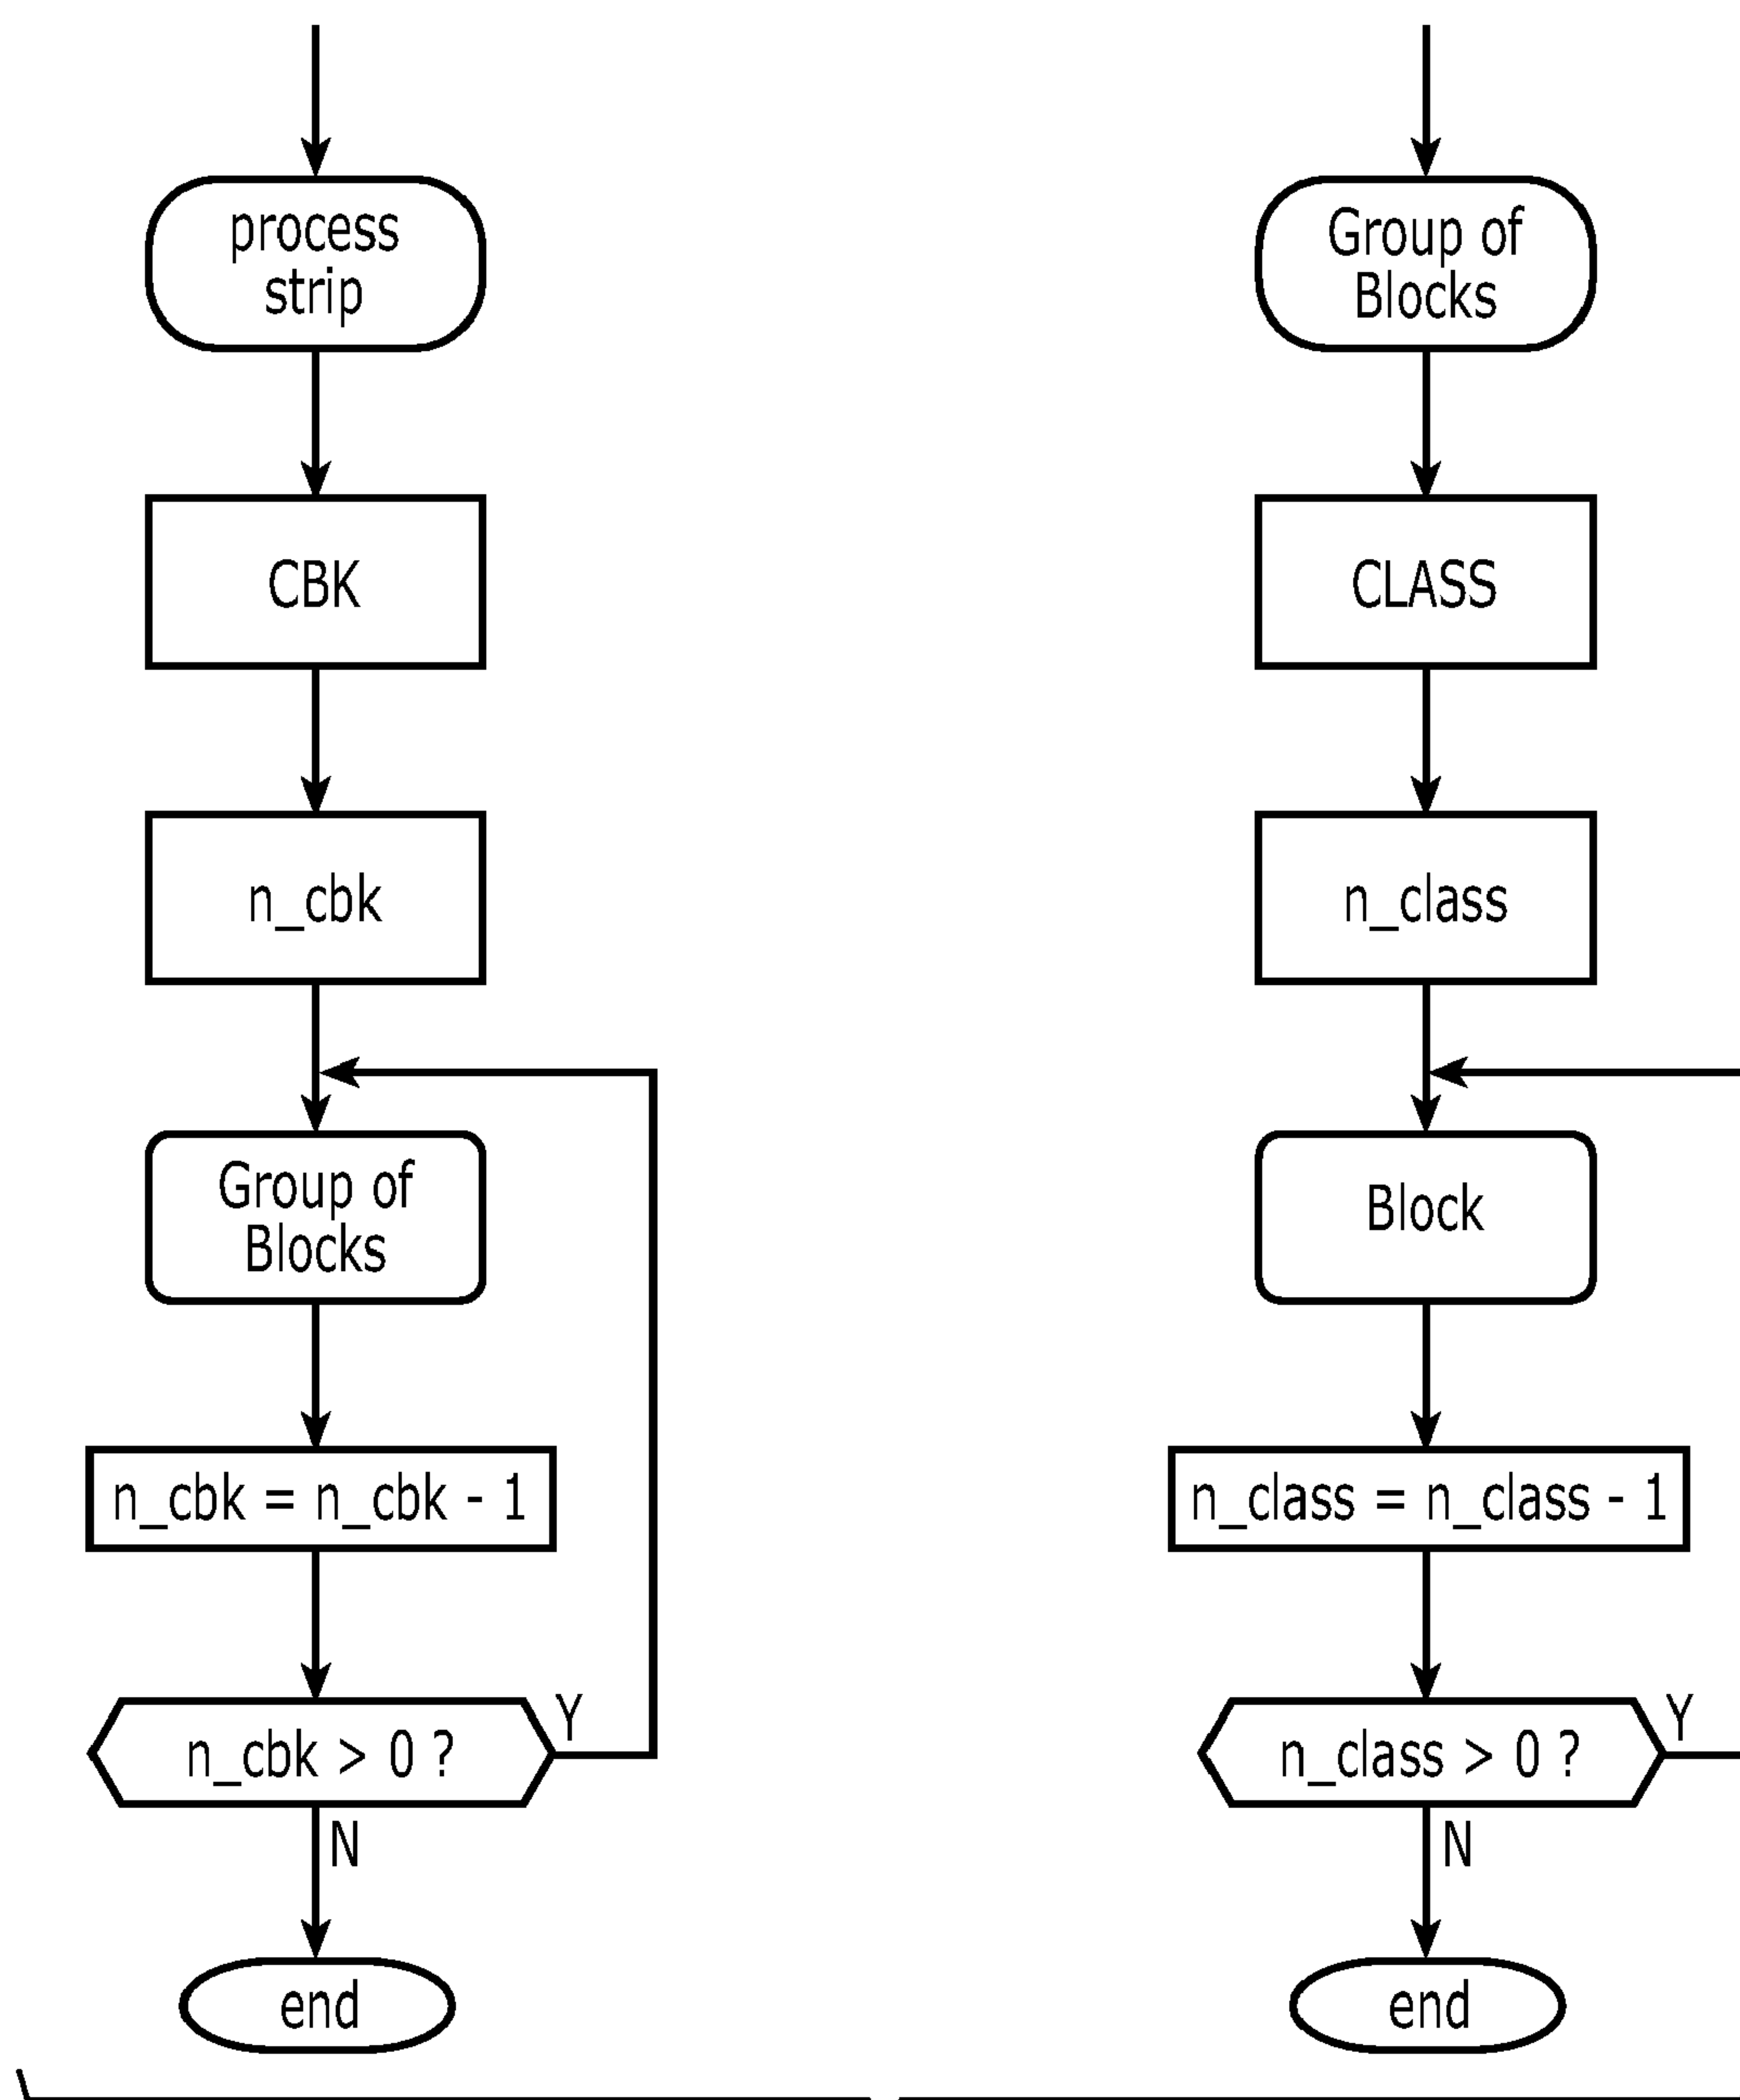 process
strip
CBK
n_cbk
Group of
Blocks
n_cbk = n_cbk - 1
n_cbk > 0 ?
Y
N
end
Group of
Blocks
CLASS
n_class
Block
n_class = n_class - 1
n_class > 0 ?
Y
N
end